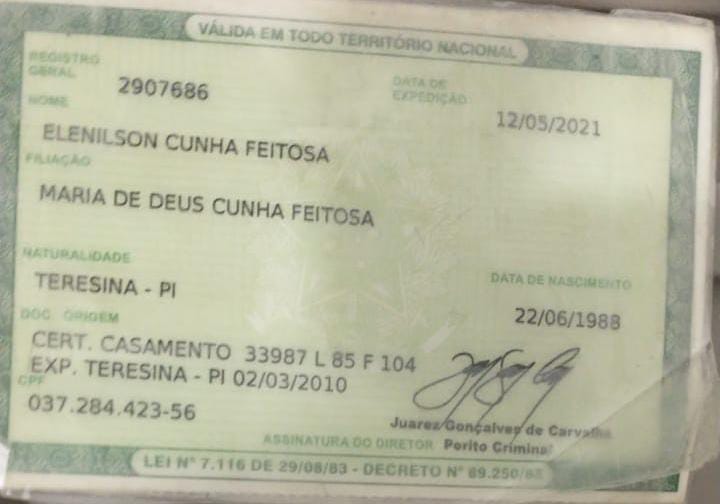 VÁLIDA EM TODO TERRITÓRIO NACIONAL
REGISTRO GERAL 2907686 DATA DE EXPEDIÇÃO 12/05/2021
NOME
ELENILSON CUNHA FEITOSA
FILIAÇÃO
MARIA DE DEUS CUNHA FEITOSA
NATURALIDADE DATA DE NASCIMENTO
TERESINA - PI 22/06/1988
DOC. ORIGEM
CERT. CASAMENTO 33987 L 85 F 104
EXP. TERESINA - PI 02/03/2010
CPF
037.284.423-56
Juarez Gonçalves de Carvalho
ASSINATURA DO DIRETOR Perito Criminal
LEI Nº 7.116 DE 29/08/83 - DECRETO Nº 89.250/83